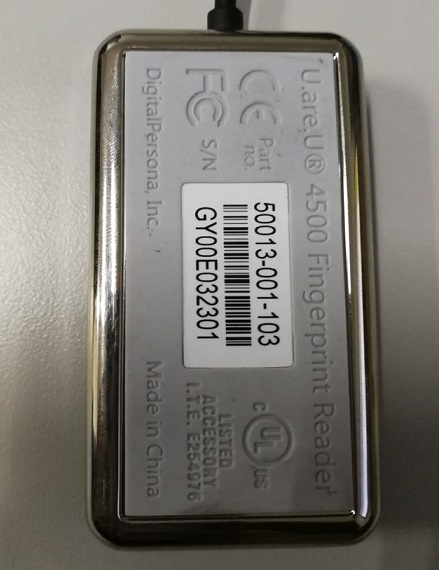 U.are.U® 4500 Fingerprint Reader
CE
Part
no.
50013-001-103
c UL us
FC
S/N
GY00E032301
LISTED
ACCESSORY
I.T.E. E254976
DigitalPersona, Inc.
Made in China